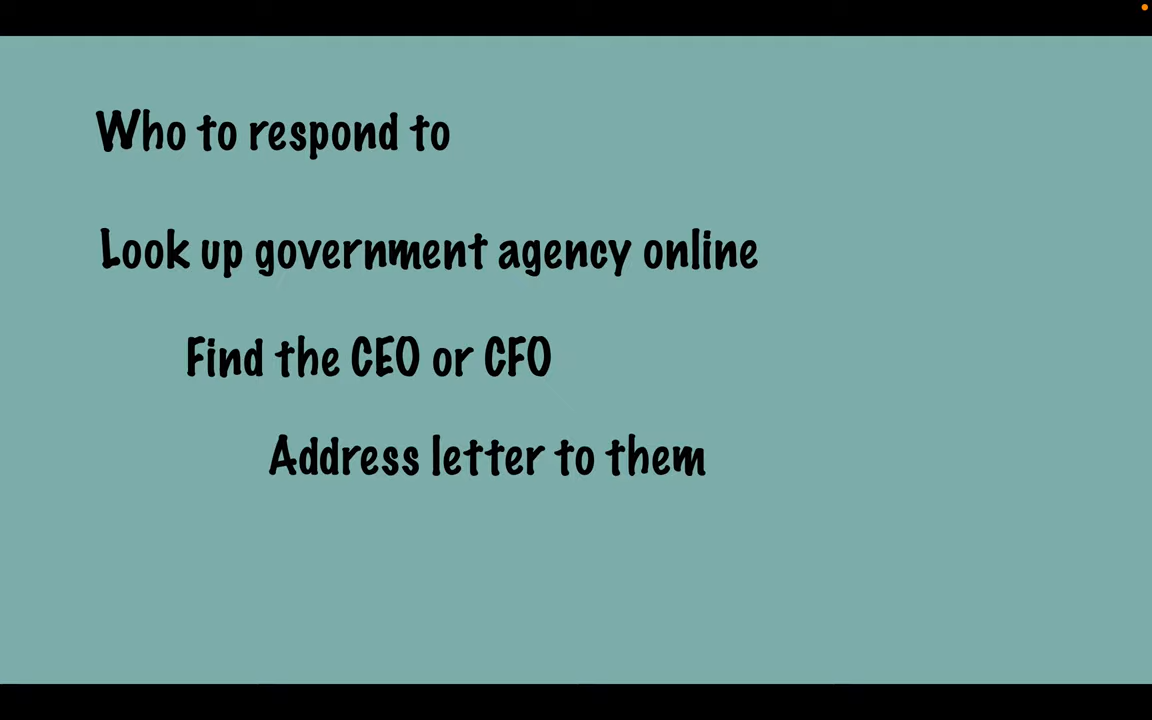 Who to respond to
Look up government agency online
Find the CEO or CFO
Address letter to them